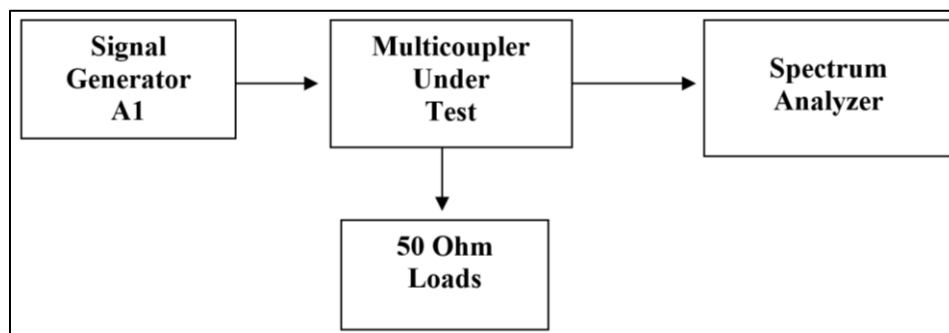 Signal
Generator
A1
Multicoupler
Under
Test
Spectrum
Analyzer
50 Ohm
Loads